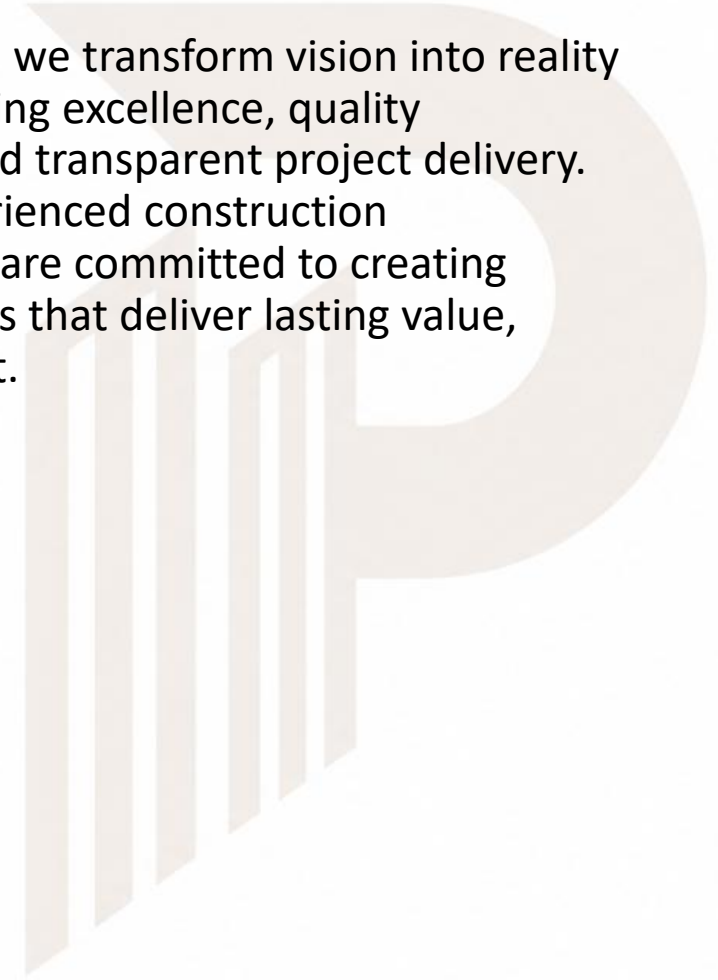 we transform vision into reality
ing excellence, quality
d transparent project delivery.
rienced construction
are committed to creating
s that deliver lasting value,
t.